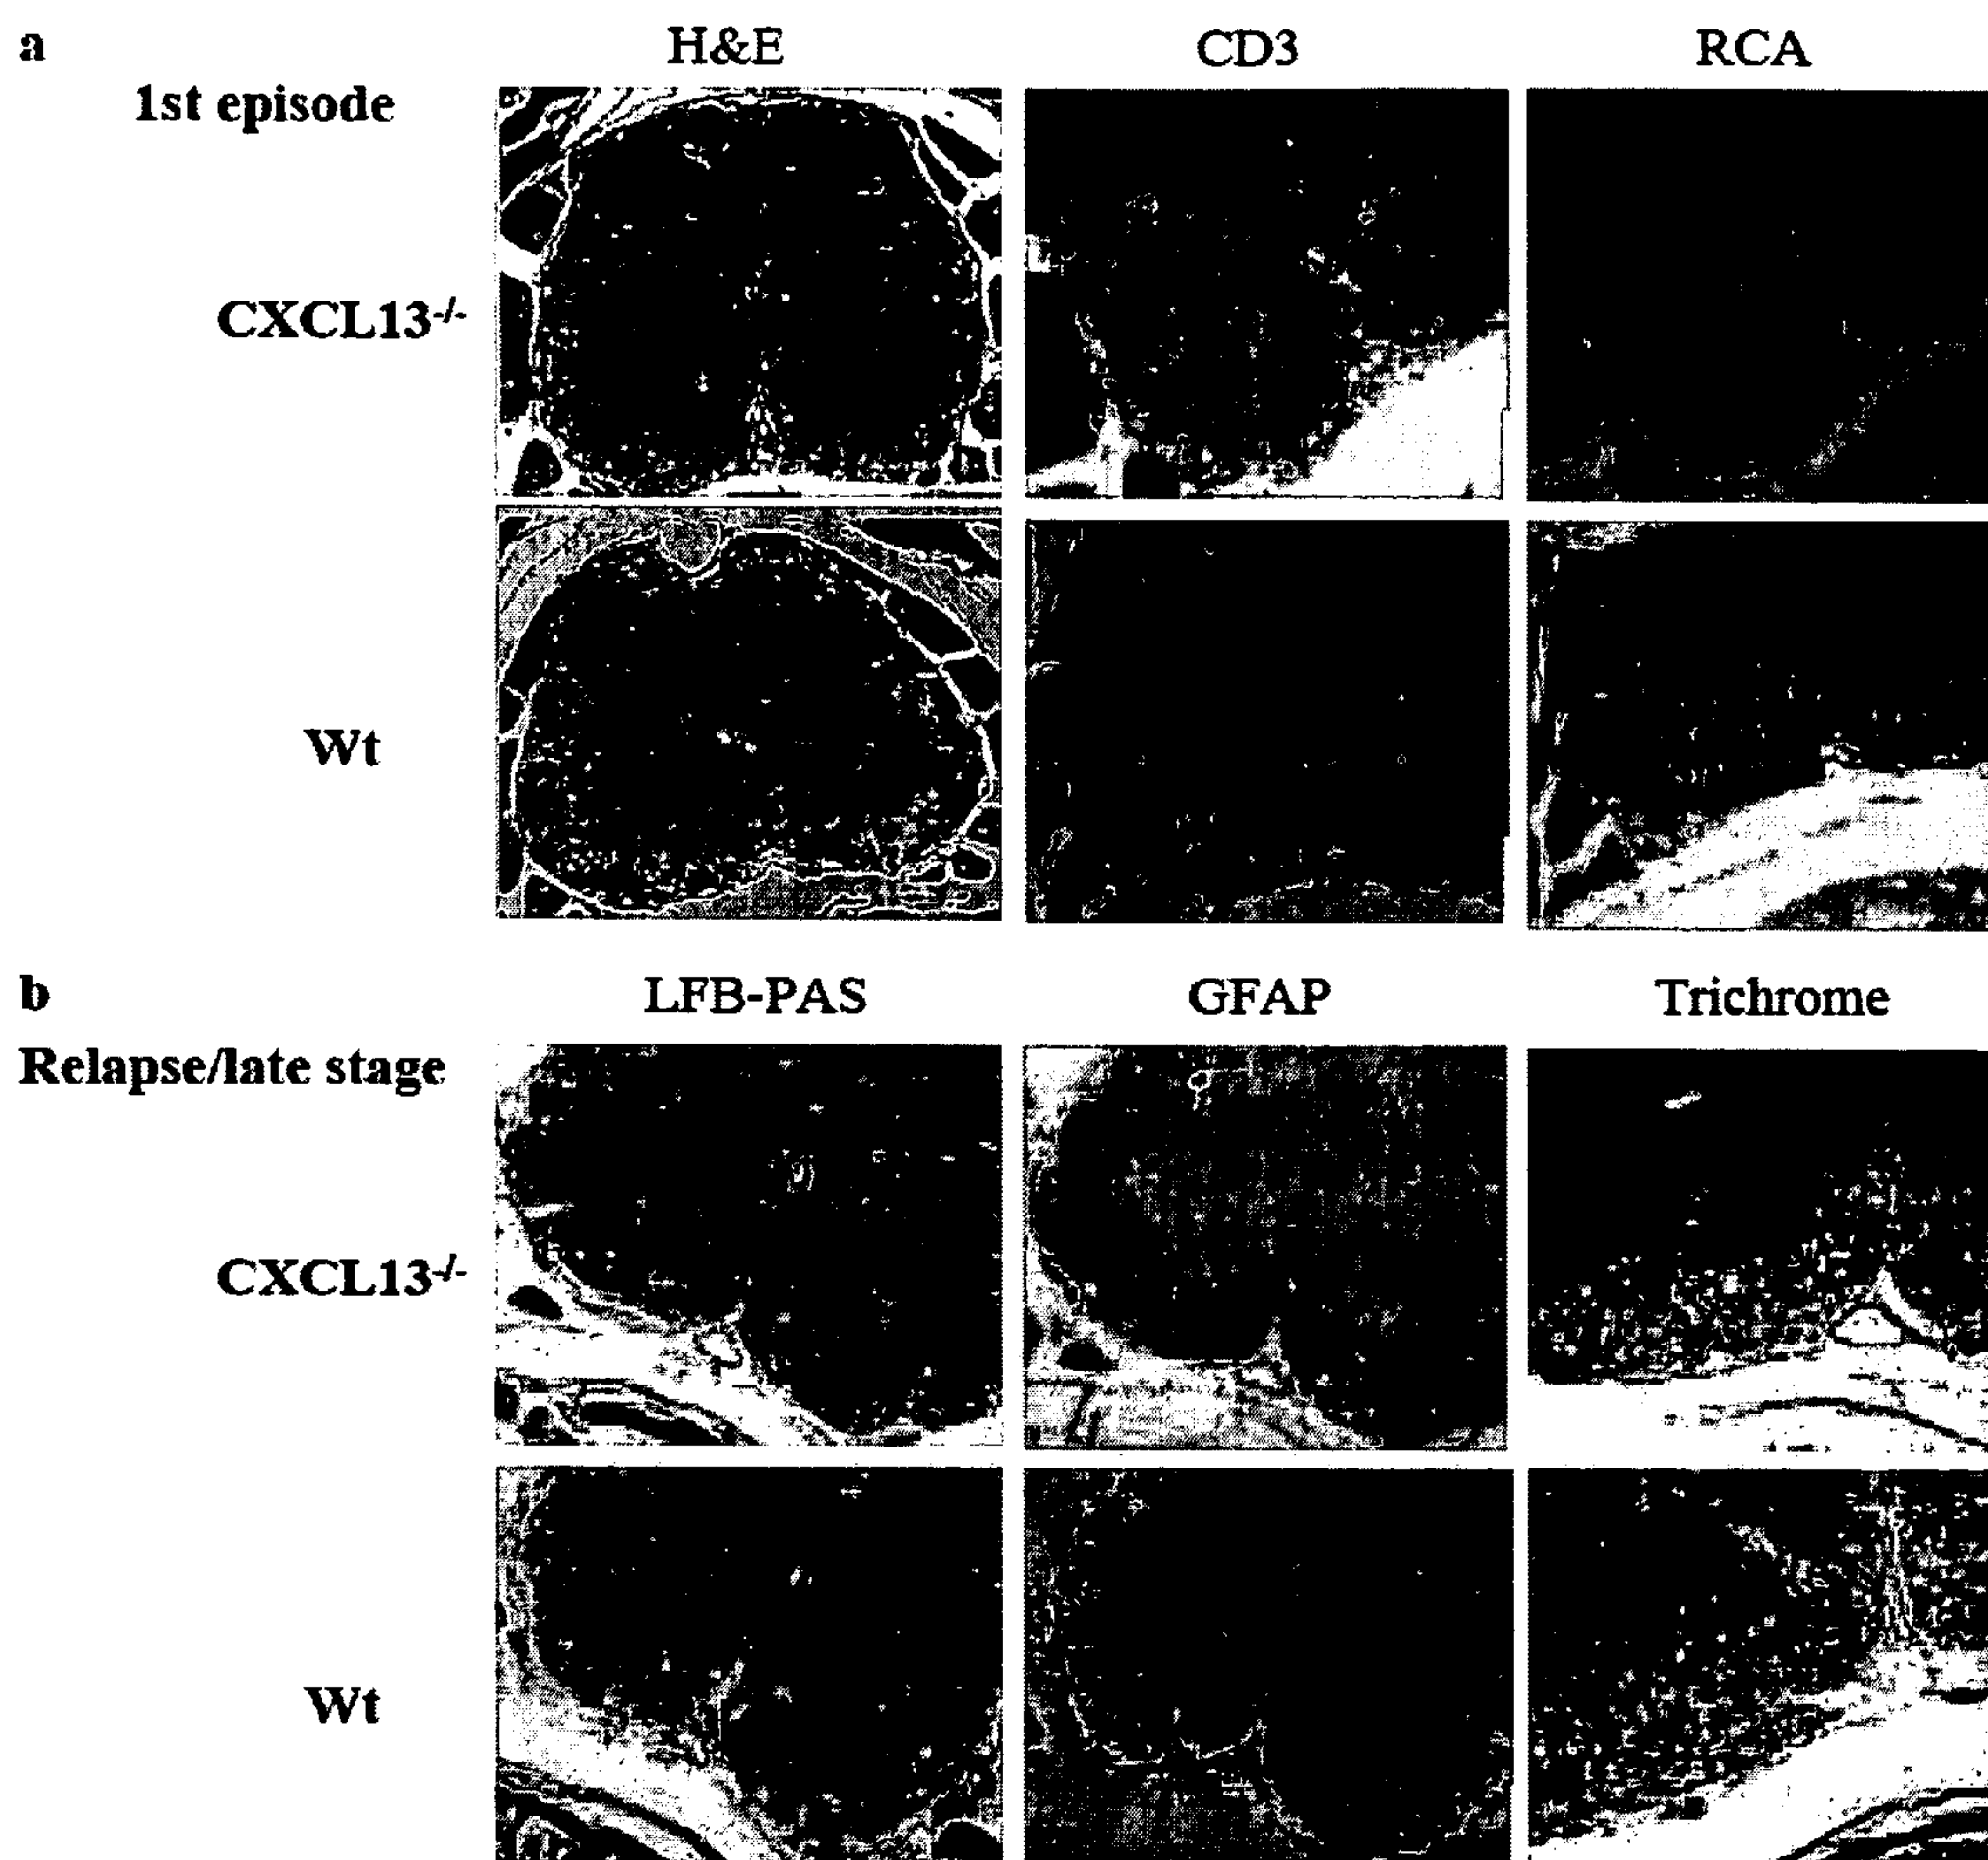 a H&E CD3 RCA
1st episode
CXCL13-/-
Wt
b LFB-PAS GFAP Trichrome
Relapse/late stage
CXCL13-/-
Wt